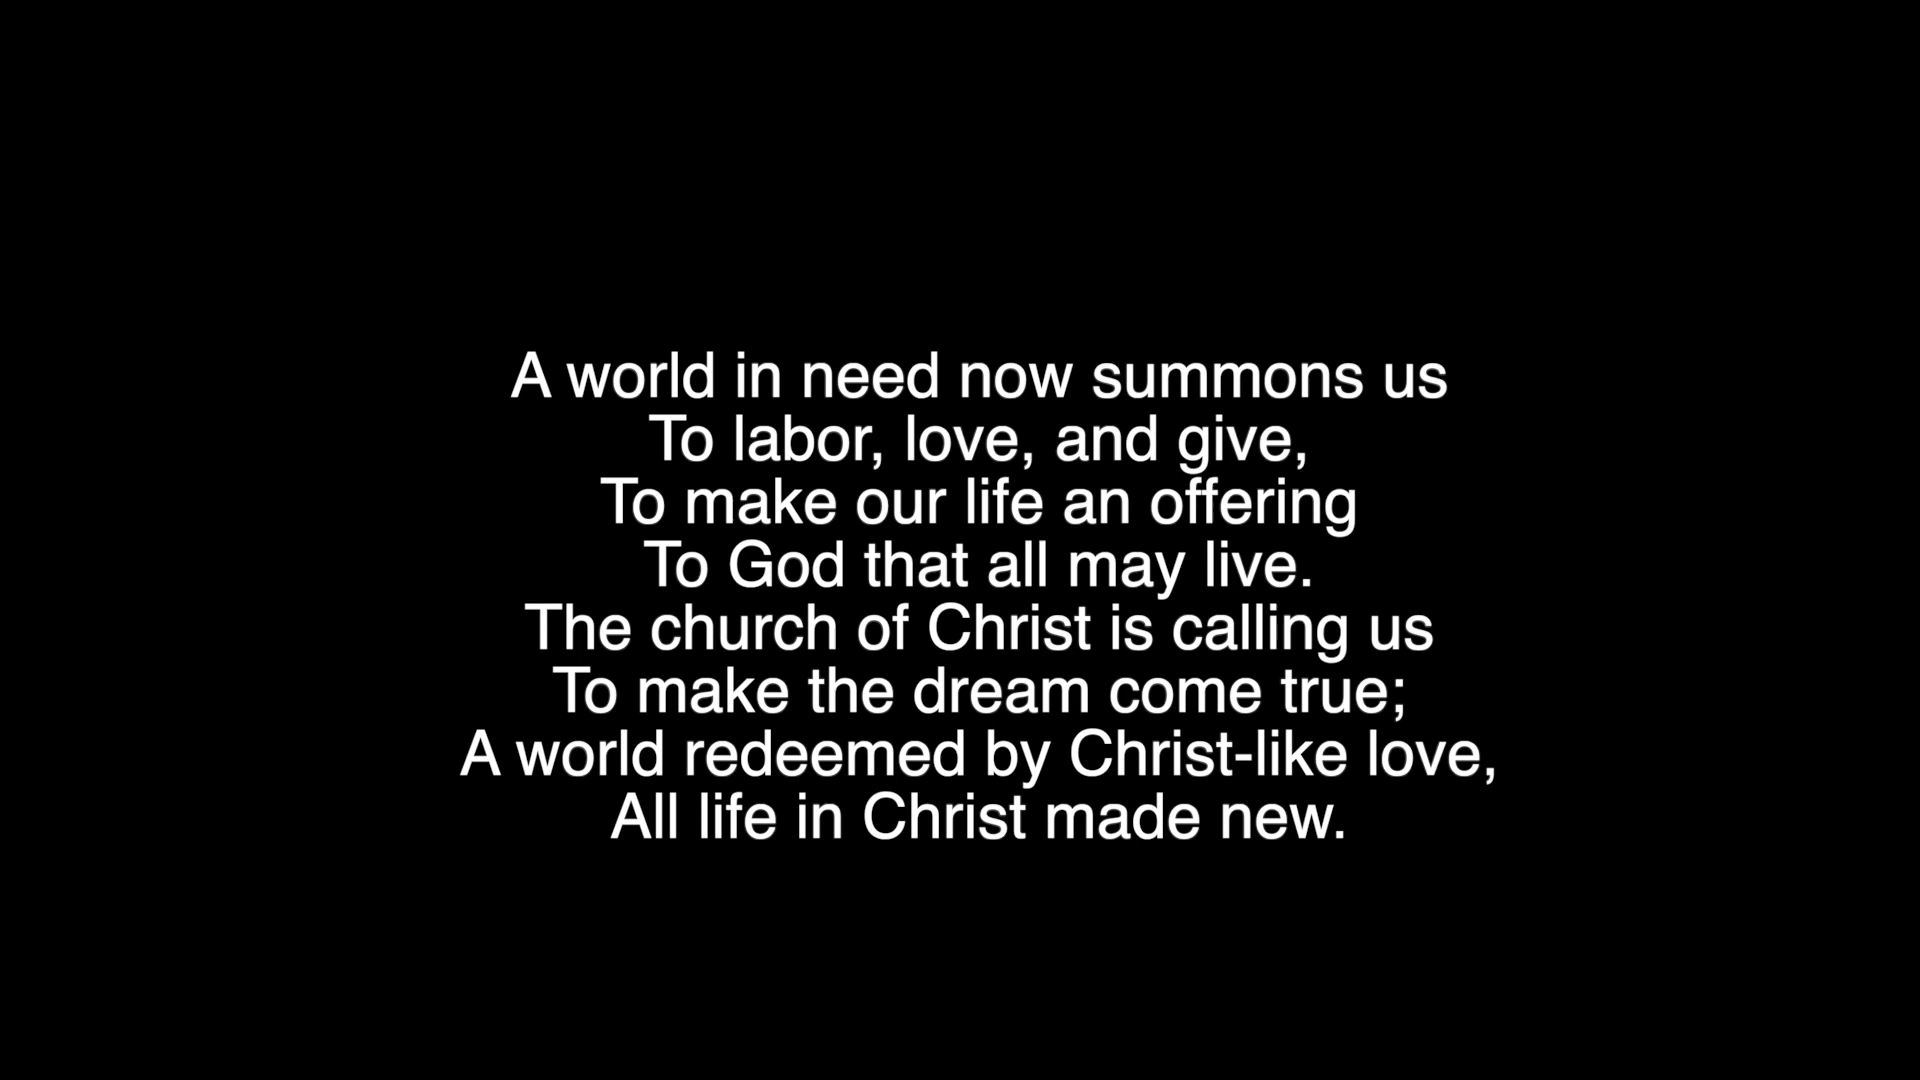 A world in need now summons us
To labor, love, and give,
To make our life an offering
To God that all may live.
The church of Christ is calling us
To make the dream come true;
A world redeemed by Christ-like love,
All life in Christ made new.